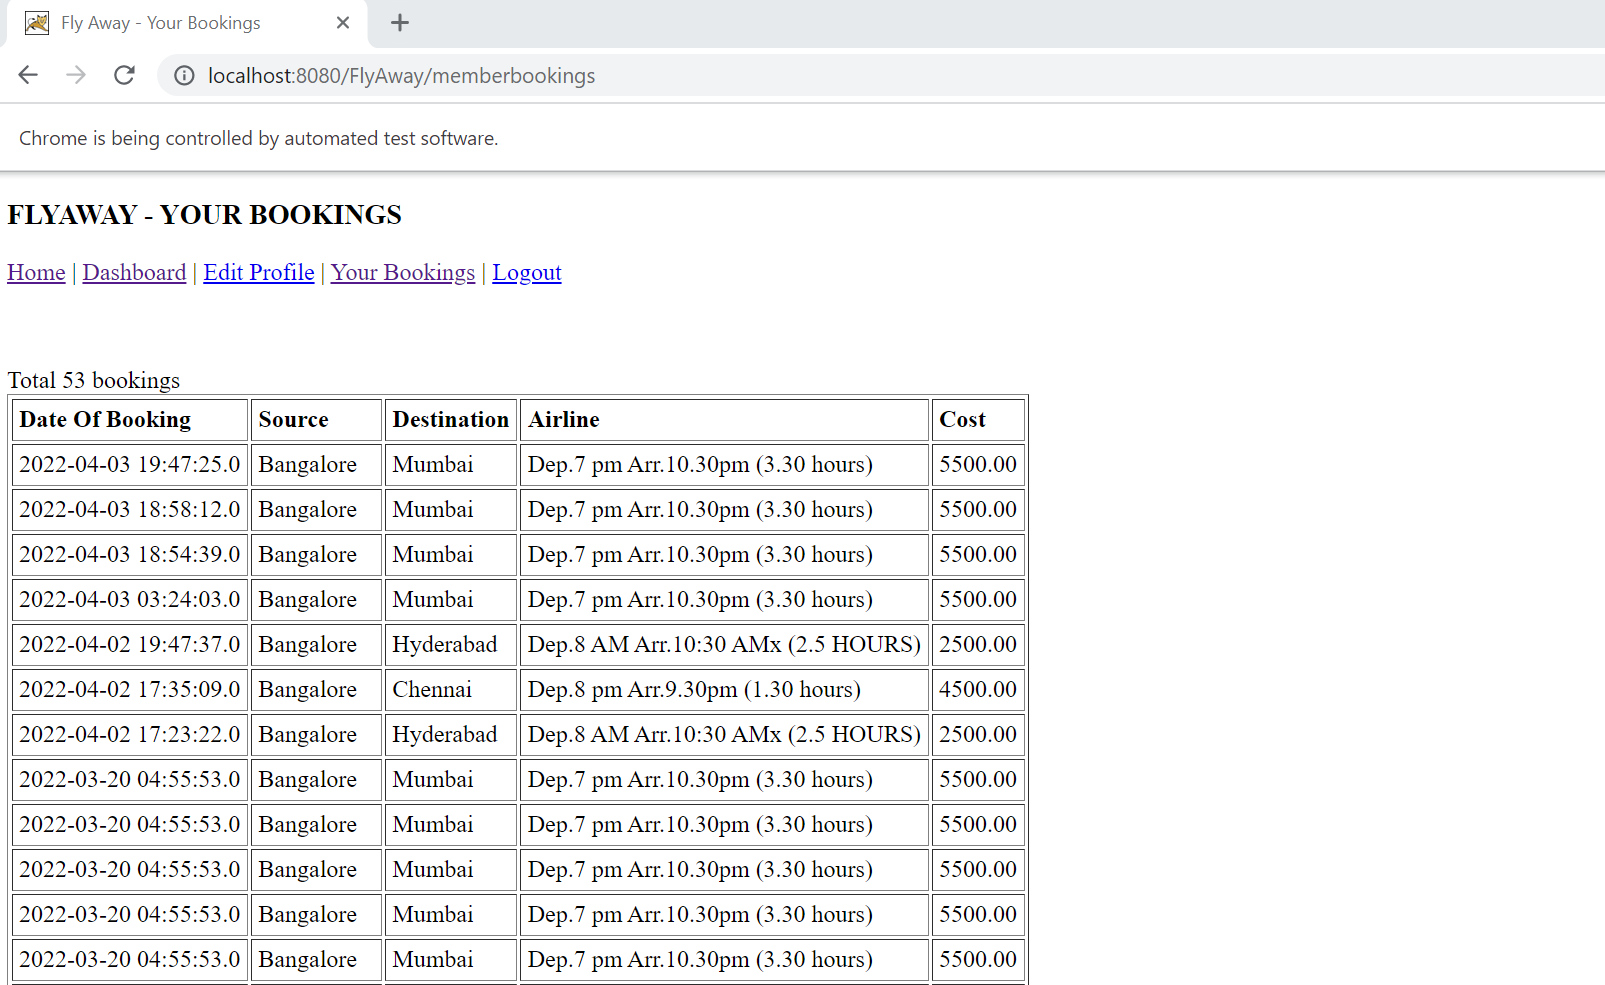 Fly Away - Your Bookings
localhost:8080/FlyAway/memberbookings
Chrome is being controlled by automated test software.
FLYAWAY - YOUR BOOKINGS
Home | Dashboard | Edit Profile | Your Bookings | Logout
Total 53 bookings
Date Of Booking Source Destination Airline Cost
2022-04-03 19:47:25.0 Bangalore Mumbai Dep.7 pm Arr.10.30pm (3.30 hours) 5500.00
2022-04-03 18:58:12.0 Bangalore Mumbai Dep.7 pm Arr.10.30pm (3.30 hours) 5500.00
2022-04-03 18:54:39.0 Bangalore Mumbai Dep.7 pm Arr.10.30pm (3.30 hours) 5500.00
2022-04-03 03:24:03.0 Bangalore Mumbai Dep.7 pm Arr.10.30pm (3.30 hours) 5500.00
2022-04-02 19:47:37.0 Bangalore Hyderabad Dep.8 AM Arr.10:30 AMx (2.5 HOURS) 2500.00
2022-04-02 17:35:09.0 Bangalore Chennai Dep.8 pm Arr.9.30pm (1.30 hours) 4500.00
2022-04-02 17:23:22.0 Bangalore Hyderabad Dep.8 AM Arr.10:30 AMx (2.5 HOURS) 2500.00
2022-03-20 04:55:53.0 Bangalore Mumbai Dep.7 pm Arr.10.30pm (3.30 hours) 5500.00
2022-03-20 04:55:53.0 Bangalore Mumbai Dep.7 pm Arr.10.30pm (3.30 hours) 5500.00
2022-03-20 04:55:53.0 Bangalore Mumbai Dep.7 pm Arr.10.30pm (3.30 hours) 5500.00
2022-03-20 04:55:53.0 Bangalore Mumbai Dep.7 pm Arr.10.30pm (3.30 hours) 5500.00
2022-03-20 04:55:53.0 Bangalore Mumbai Dep.7 pm Arr.10.30pm (3.30 hours) 5500.00